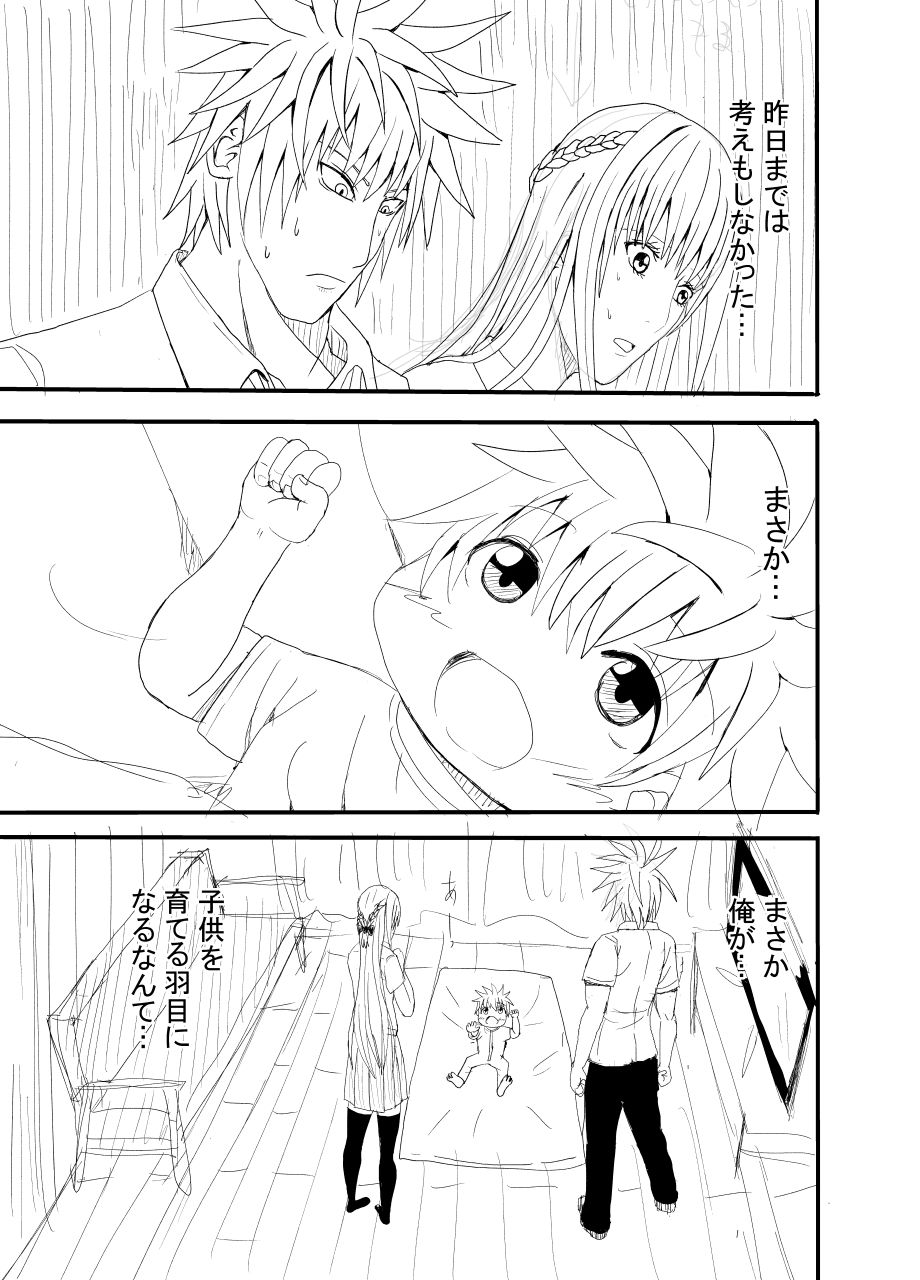 昨日までは
考えもしなかった…
まさか…
まさか
俺が…
あ
子供を
育てる羽目に
なるなんて…